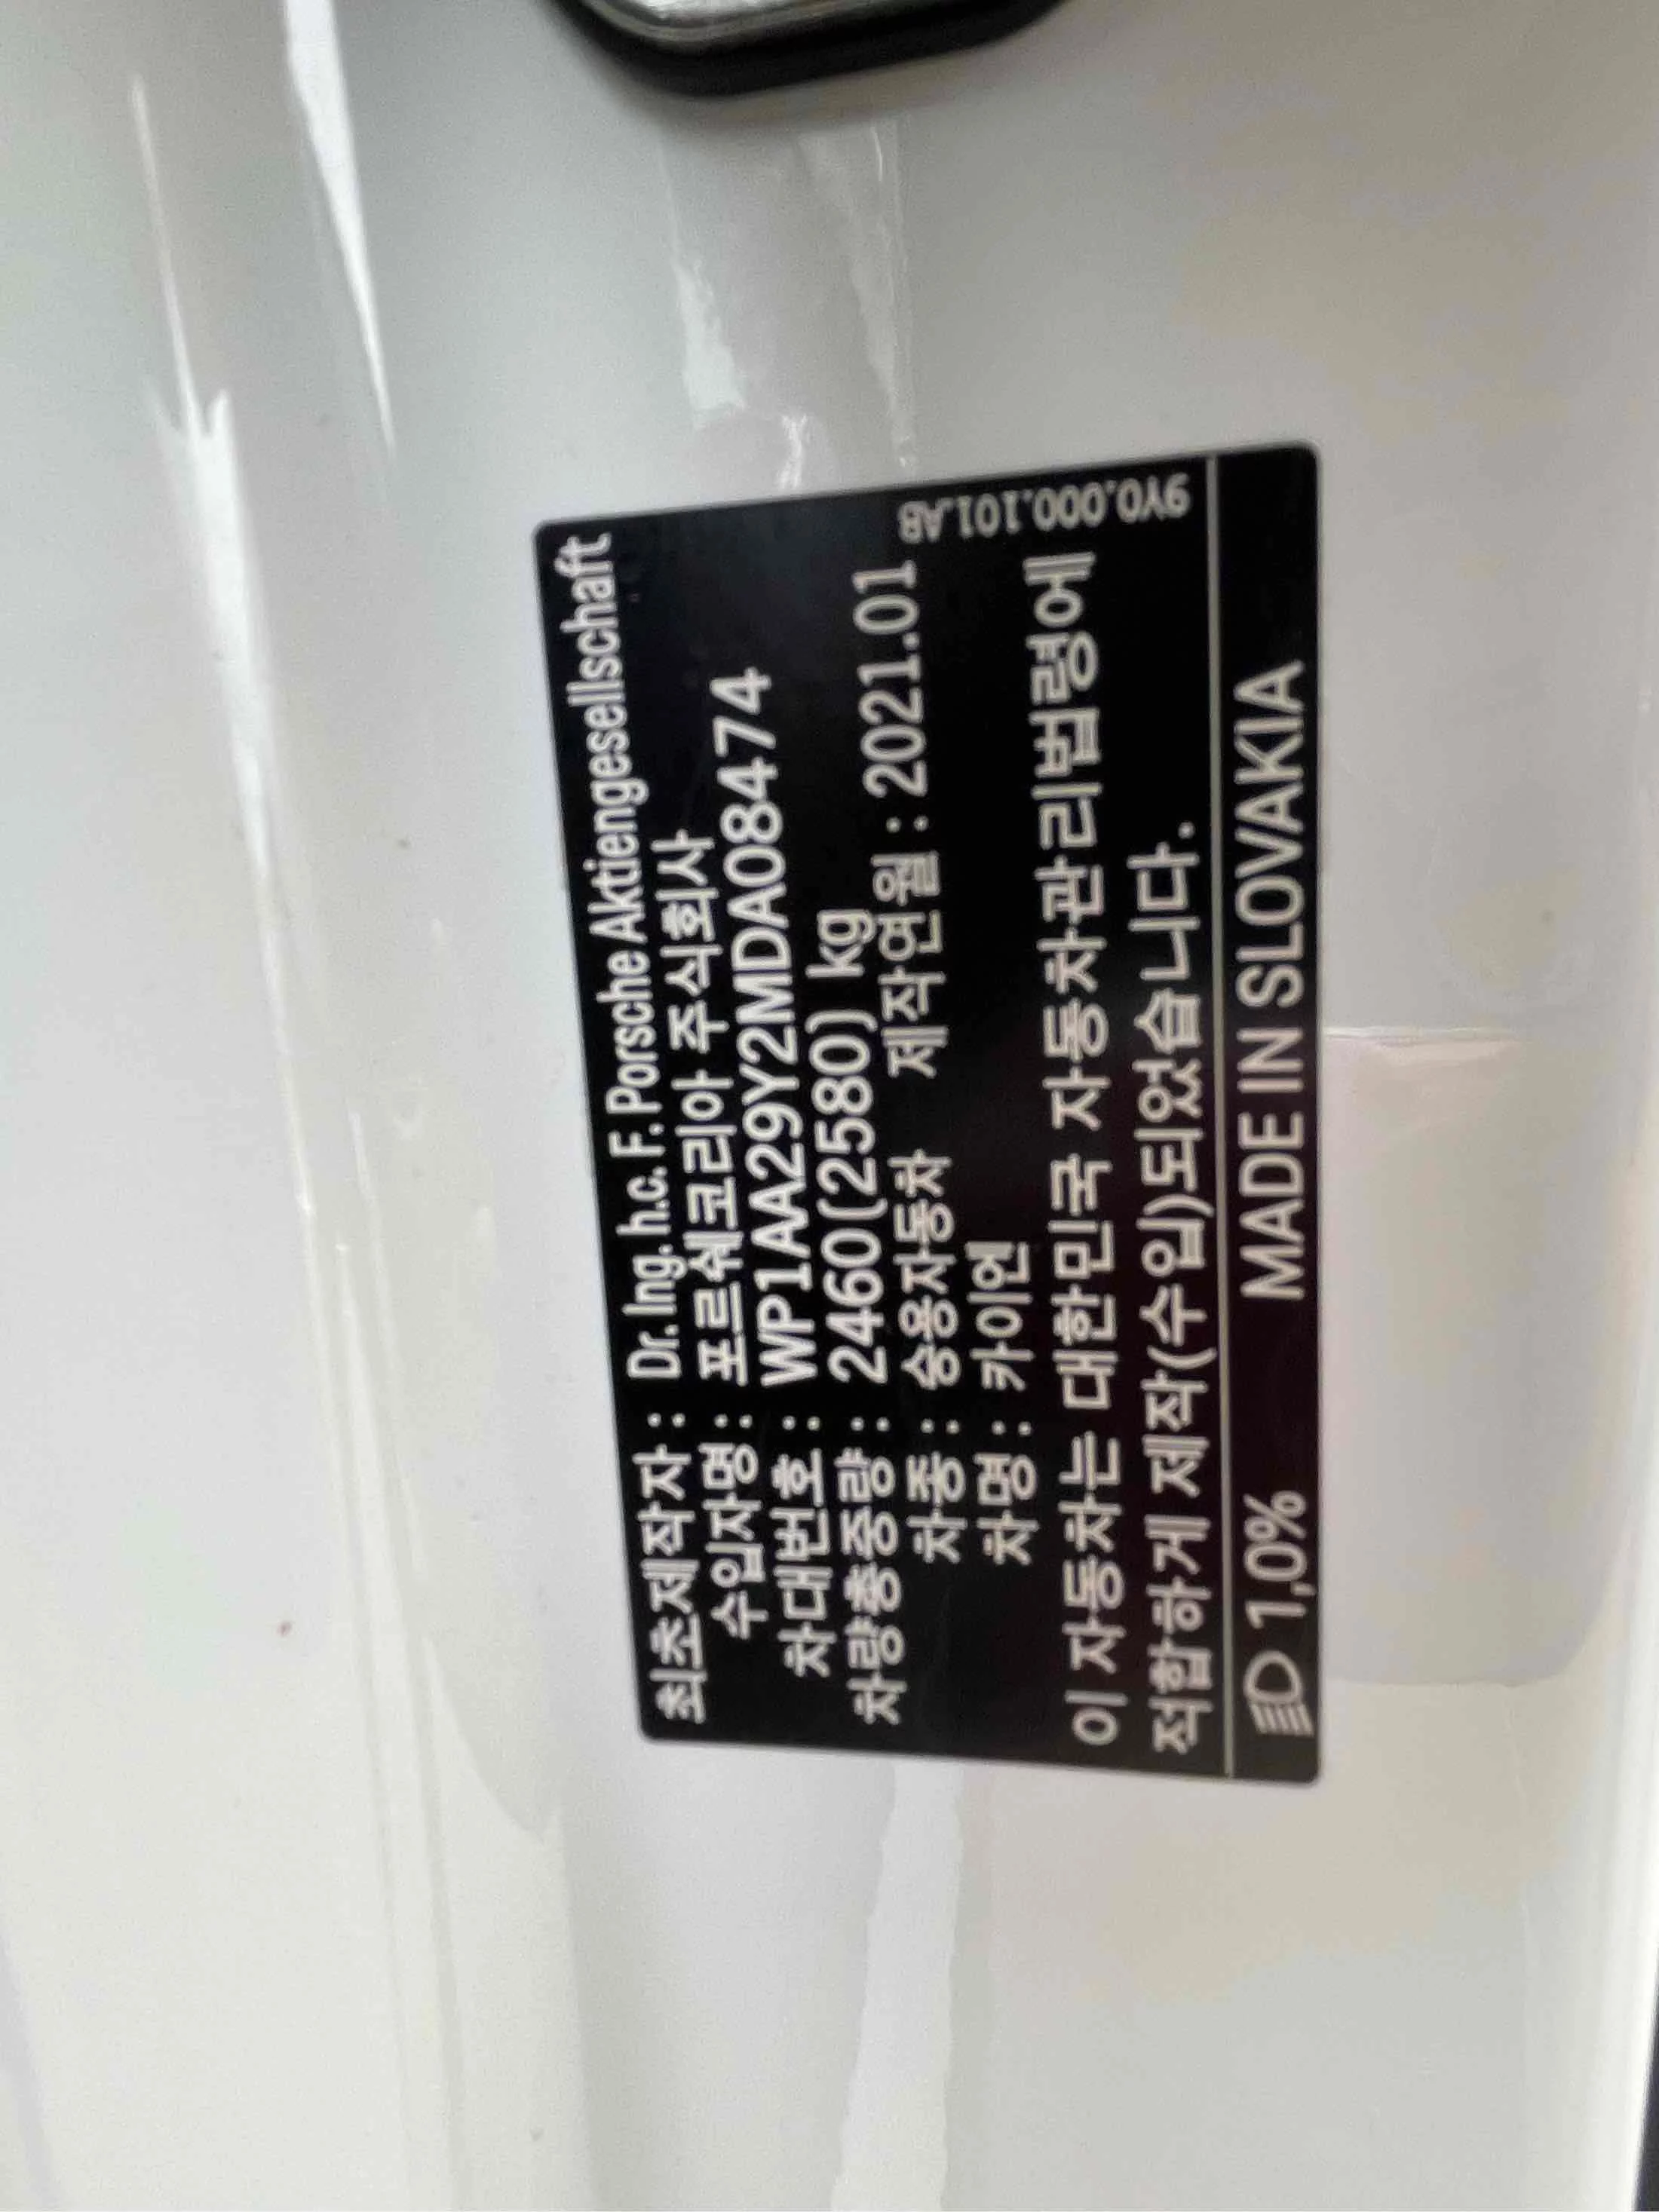 최초제작자 : Dr. Ing. h.c. F. Porsche Aktiengesellschaft
수입자명 : 포르쉐코리아 주식회사
차대번호 : WP1AA29Y2MDA08474
차량총중량 : 2460(2580) kg
차종 : 승용자동차 제작연월 : 2021.01
차명 : 카이엔
이 자동차는 대한민국 자동차관리법령에
적합하게 제작(수입)되었습니다.
9Y0.000.101.AB
1,0% MADE IN SLOVAKIA